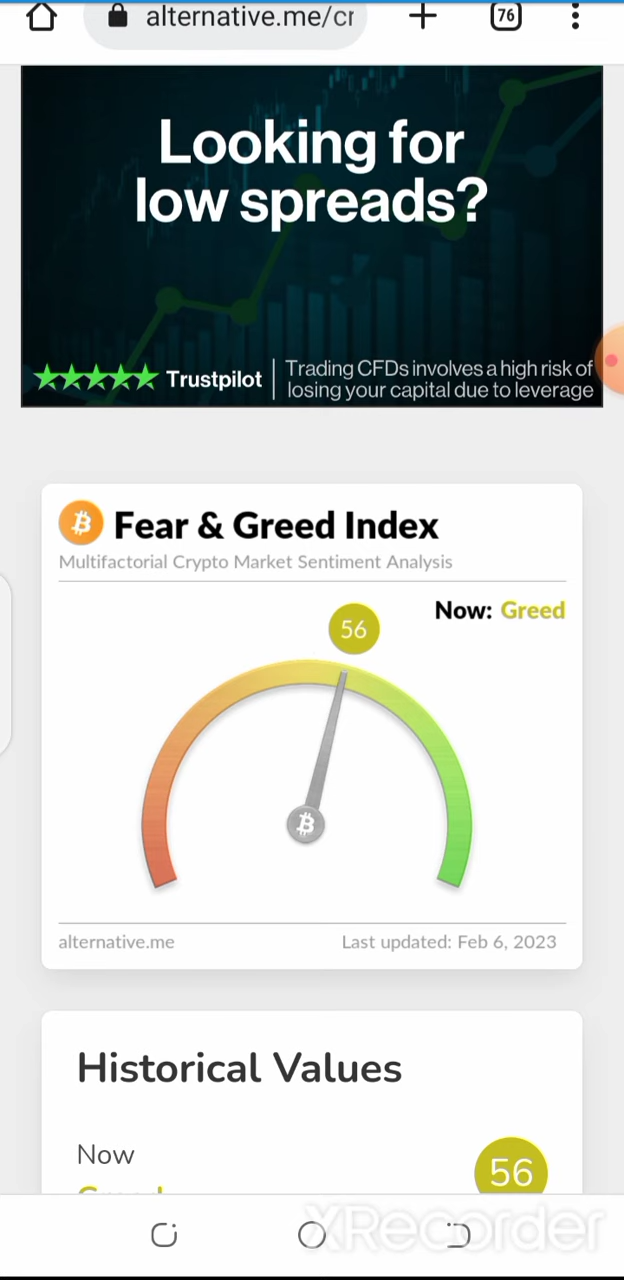 alternative.me/cr
76
Looking for
low spreads?
Trustpilot
Trading CFDs involves a high risk of
losing your capital due to leverage
Fear & Greed Index
Multifactorial Crypto Market Sentiment Analysis
Now: Greed
56
alternative.me
Last updated: Feb 6, 2023
Historical Values
Now
56
Greed
XRecorder